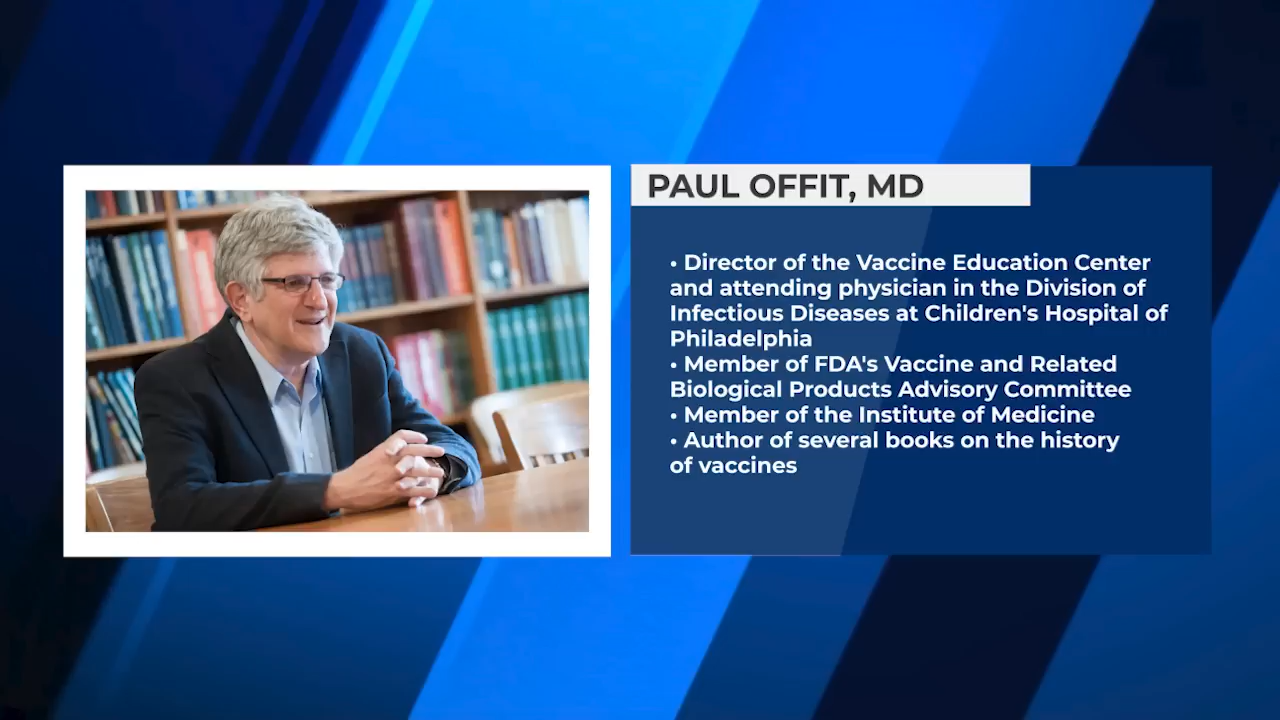 PAUL OFFIT, MD
• Director of the Vaccine Education Center
and attending physician in the Division of
Infectious Diseases at Children's Hospital of
Philadelphia
• Member of FDA's Vaccine and Related
Biological Products Advisory Committee
• Member of the Institute of Medicine
• Author of several books on the history
of vaccines